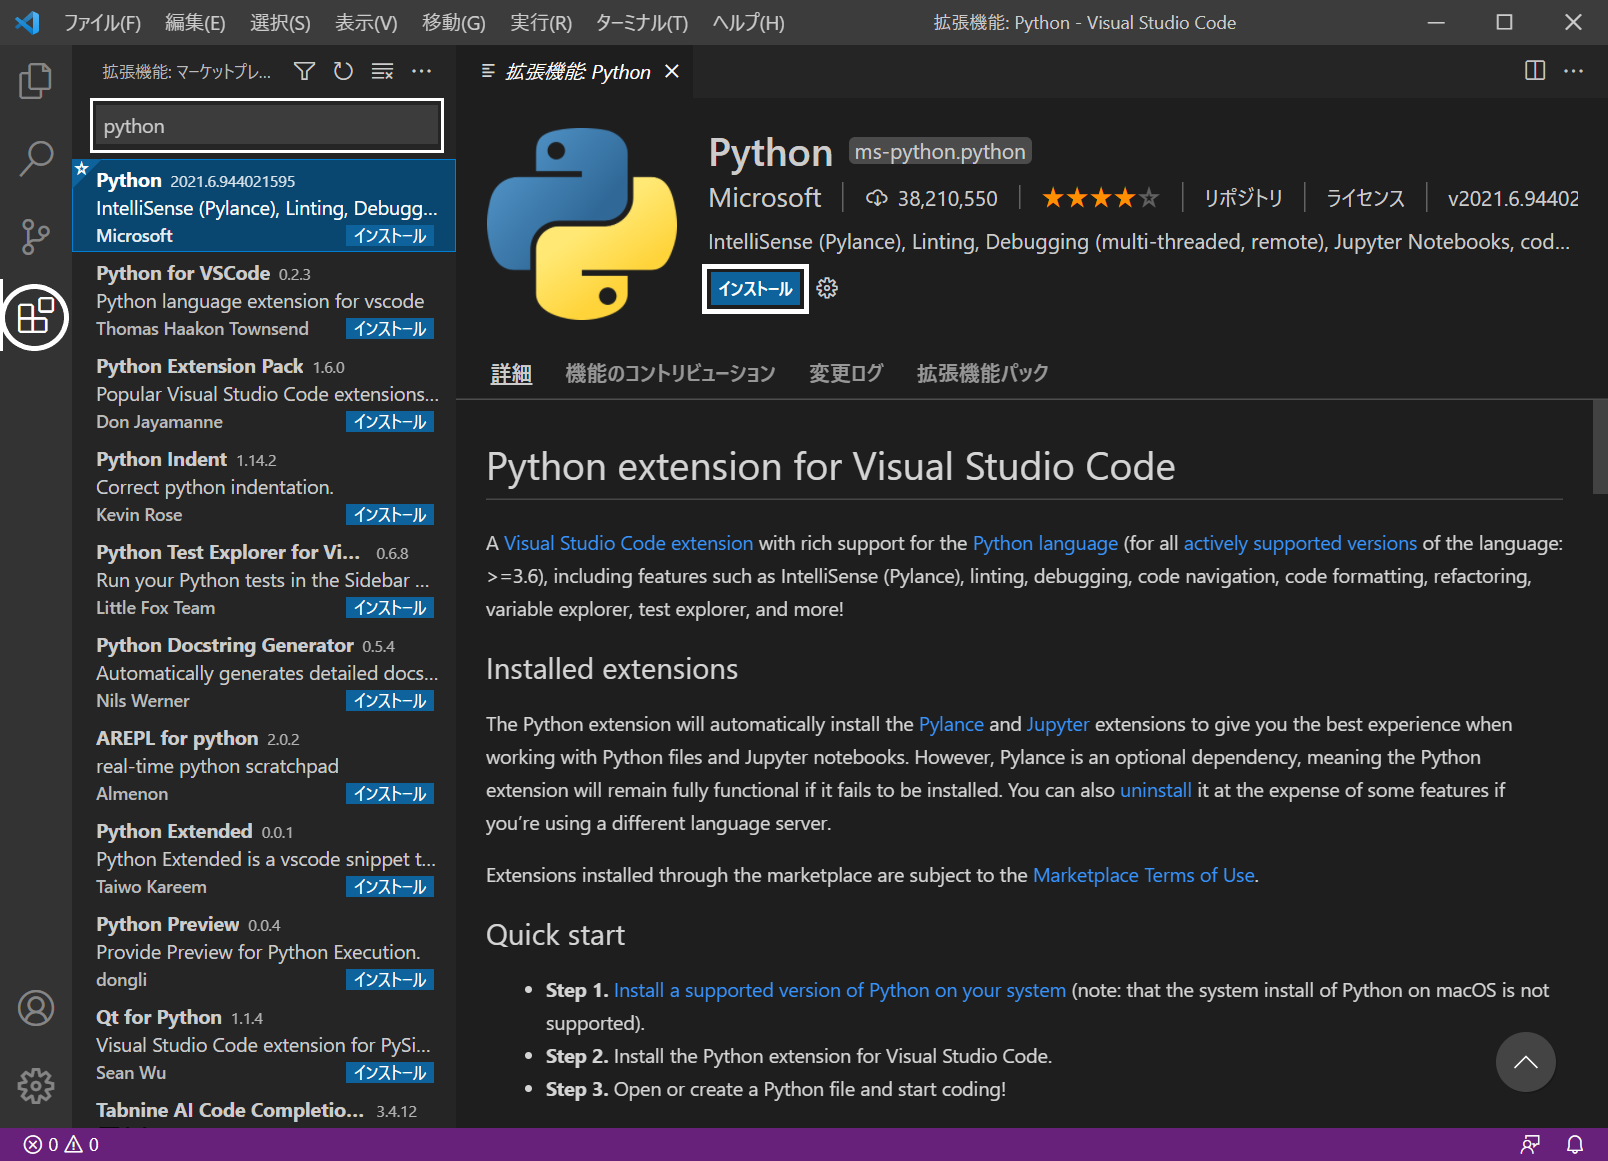 ファイル(F) 編集(E) 選択(S) 表示(V) 移動(G) 実行(R) ターミナル(T) ヘルプ(H) 拡張機能: Python - Visual Studio Code
拡張機能: マーケットプレ...
python
Python 2021.6.944021595
IntelliSense (Pylance), Linting, Debugg...
Microsoft インストール
Python for VSCode 0.2.3
Python language extension for vscode
Thomas Haakon Townsend インストール
Python Extension Pack 1.6.0
Popular Visual Studio Code extensions...
Don Jayamanne インストール
Python Indent 1.14.2
Correct python indentation.
Kevin Rose インストール
Python Test Explorer for Vi... 0.6.8
Run your Python tests in the Sidebar ...
Little Fox Team インストール
Python Docstring Generator 0.5.4
Automatically generates detailed docs...
Nils Werner インストール
AREPL for python 2.0.2
real-time python scratchpad
Almenon インストール
Python Extended 0.0.1
Python Extended is a vscode snippet t...
Taiwo Kareem インストール
Python Preview 0.0.4
Provide Preview for Python Execution.
dongli インストール
Qt for Python 1.1.4
Visual Studio Code extension for PySi...
Sean Wu インストール
Tabnine AI Code Completio... 3.4.12
拡張機能: Python
Python ms-python.python
Microsoft 38,210,550 リポジトリ ライセンス v2021.6.94402
IntelliSense (Pylance), Linting, Debugging (multi-threaded, remote), Jupyter Notebooks, cod...
インストール
詳細 機能のコントリビューション 変更ログ 拡張機能パック
Python extension for Visual Studio Code
A Visual Studio Code extension with rich support for the Python language (for all actively supported versions of the language:
>=3.6), including features such as IntelliSense (Pylance), linting, debugging, code navigation, code formatting, refactoring,
variable explorer, test explorer, and more!
Installed extensions
The Python extension will automatically install the Pylance and Jupyter extensions to give you the best experience when
working with Python files and Jupyter notebooks. However, Pylance is an optional dependency, meaning the Python
extension will remain fully functional if it fails to be installed. You can also uninstall it at the expense of some features if
you’re using a different language server.
Extensions installed through the marketplace are subject to the Marketplace Terms of Use.
Quick start
• Step 1. Install a supported version of Python on your system (note: that the system install of Python on macOS is not
supported).
• Step 2. Install the Python extension for Visual Studio Code.
• Step 3. Open or create a Python file and start coding!
0 0